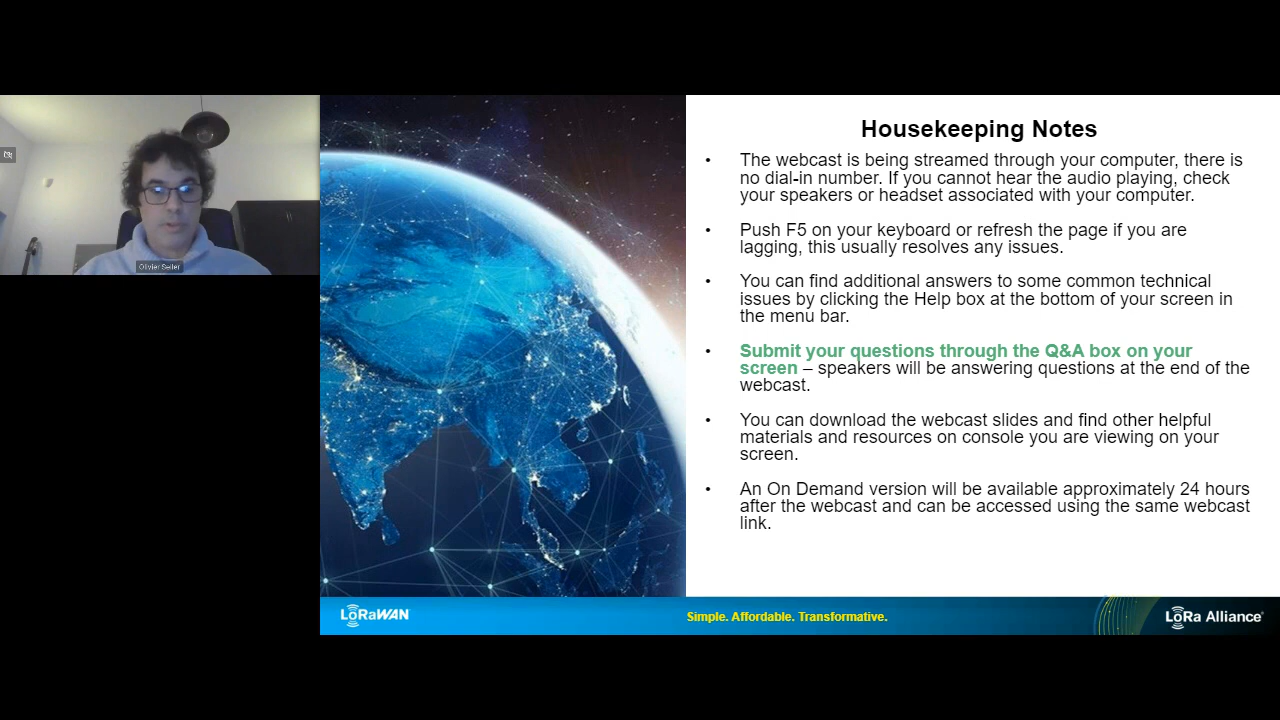 Housekeeping Notes
• The webcast is being streamed through your computer, there is
no dial-in number. If you cannot hear the audio playing, check
your speakers or headset associated with your computer.
• Push F5 on your keyboard or refresh the page if you are
lagging, this usually resolves any issues.
• You can find additional answers to some common technical
issues by clicking the Help box at the bottom of your screen in
the menu bar.
• Submit your questions through the Q&A box on your
screen – speakers will be answering questions at the end of the
webcast.
• You can download the webcast slides and find other helpful
materials and resources on console you are viewing on your
screen.
• An On Demand version will be available approximately 24 hours
after the webcast and can be accessed using the same webcast
link.
Olivier Seller
LoRaWAN
Simple. Affordable. Transformative.
LoRa Alliance